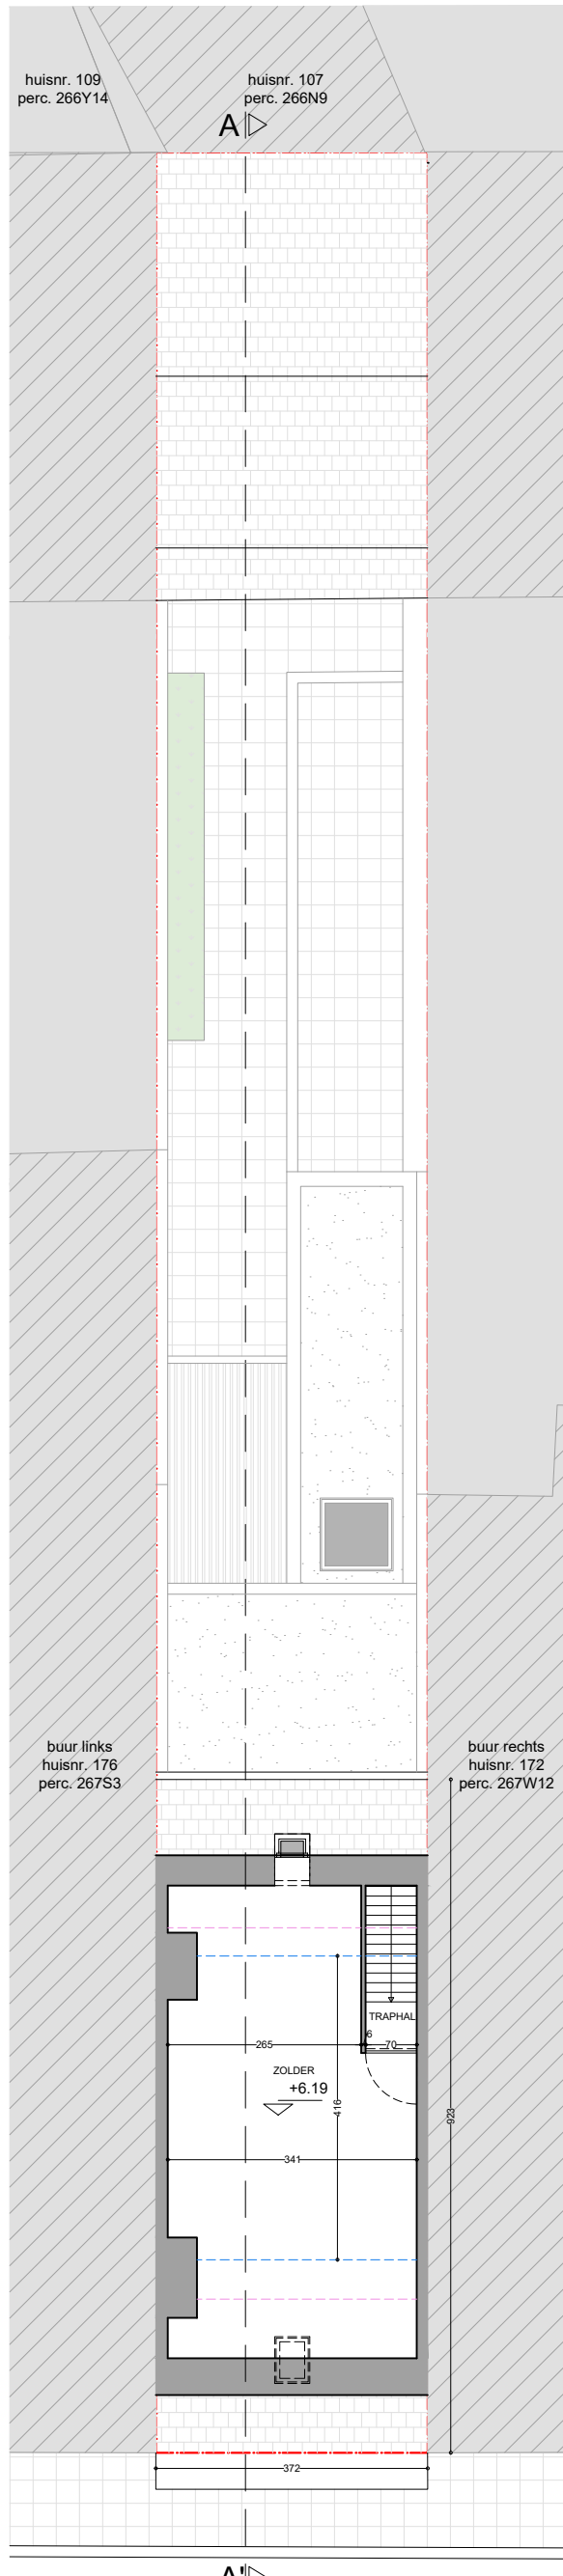 huisnr. 109
perc. 266Y14
huisnr. 107
perc. 266N9
A
buur links
huisnr. 176
perc. 267S3
buur rechts
huisnr. 172
perc. 267W12
TRAPHAL
6
265
70
ZOLDER
+6.19
416
923
341
372
A'